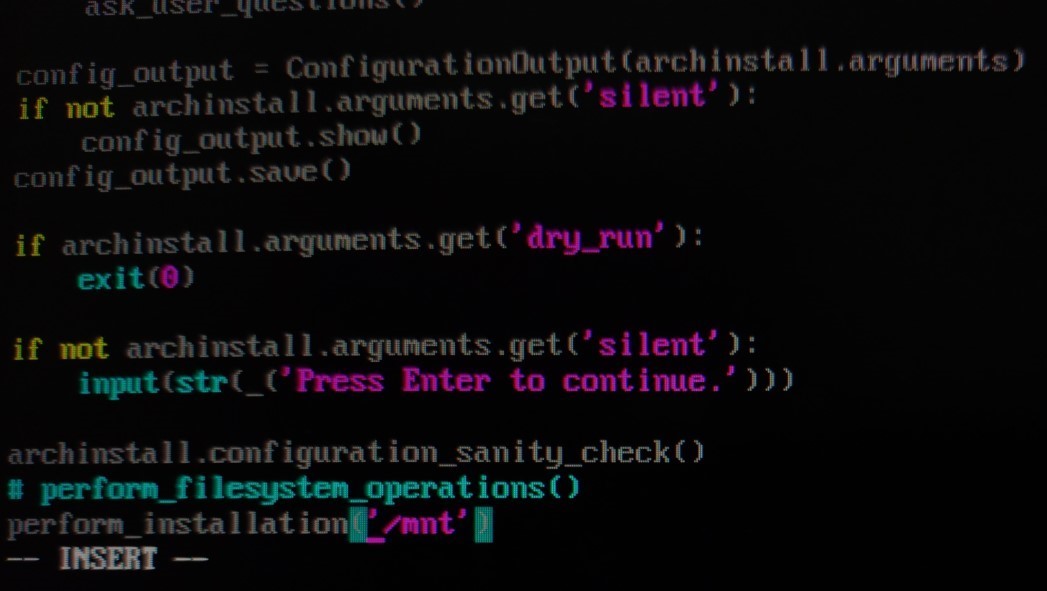 ask_user_questions()
config_output = ConfigurationOutput(archinstall.arguments)
if not archinstall.arguments.get('silent'):
config_output.show()
config_output.save()
if archinstall.arguments.get('dry_run'):
exit(0)
if not archinstall.arguments.get('silent'):
input(str(_('Press Enter to continue.')))
archinstall.configuration_sanity_check()
# perform_filesystem_operations()
perform_installation('/mnt')
-- INSERT --